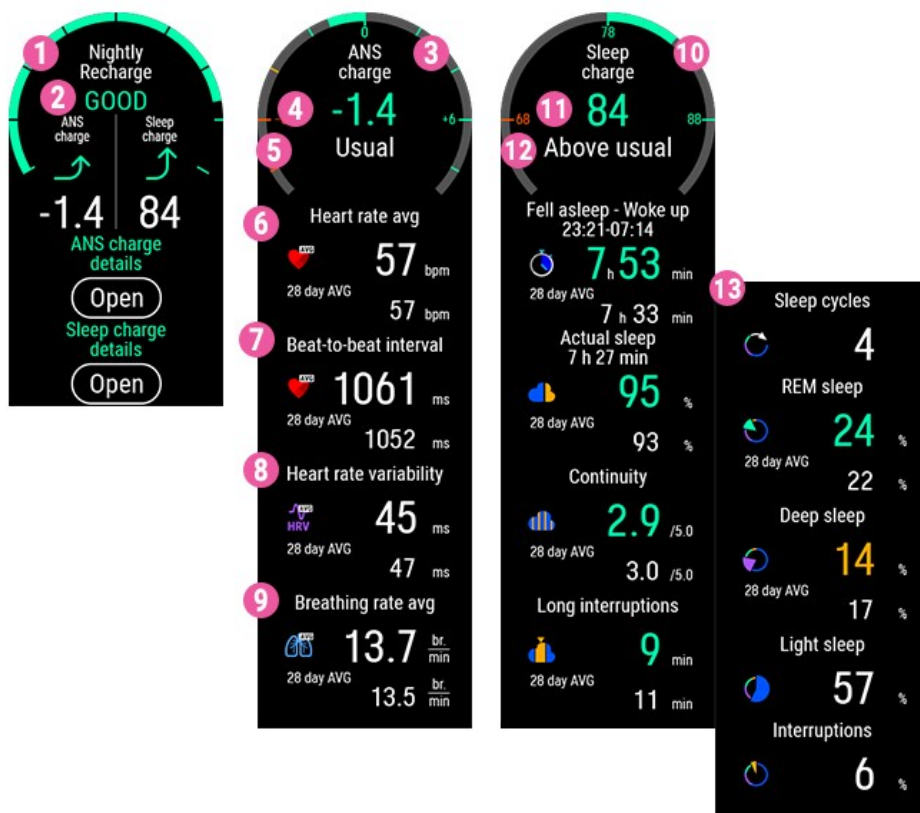 1
Nightly
Recharge
2
GOOD
ANS
charge
Sleep
charge
-1.4
84
ANS charge
details
Open
Sleep charge
details
Open
0
3
ANS
charge
4
-1.4
+6
5
Usual
6
Heart rate avg
AVG
57 bpm
28 day AVG
57 bpm
7
Beat-to-beat interval
AVG
1061 ms
28 day AVG
1052 ms
8
Heart rate variability
AVG
HRV
45 ms
28 day AVG
47 ms
9
Breathing rate avg
AVG
13.7 br.
min
28 day AVG
13.5 br.
min
78
10
Sleep
charge
68
11
84
88
12
Above usual
Fell asleep - Woke up
23:21-07:14
7 h 53 min
28 day AVG
7 h 33 min
Actual sleep
7 h 27 min
95 %
28 day AVG
93 %
Continuity
2.9 /5.0
28 day AVG
3.0 /5.0
Long interruptions
9 min
28 day AVG
11 min
13
Sleep cycles
4
REM sleep
24 %
28 day AVG
22 %
Deep sleep
14 %
28 day AVG
17 %
Light sleep
57 %
Interruptions
6 %